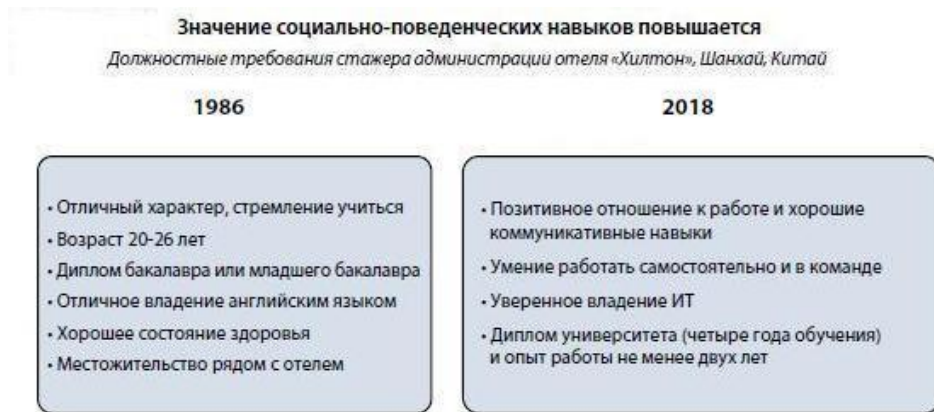 Значение социально-поведенческих навыков повышается
Должностные требования стажера администрации отеля «Хилтон», Шанхай, Китай
1986
• Отличный характер, стремление учиться
• Возраст 20-26 лет
• Диплом бакалавра или младшего бакалавра
• Отличное владение английским языком
• Хорошее состояние здоровья
• Местожительство рядом с отелем
2018
• Позитивное отношение к работе и хорошие
коммуникативные навыки
• Умение работать самостоятельно и в команде
• Уверенное владение ИТ
• Диплом университета (четыре года обучения)
и опыт работы не менее двух лет